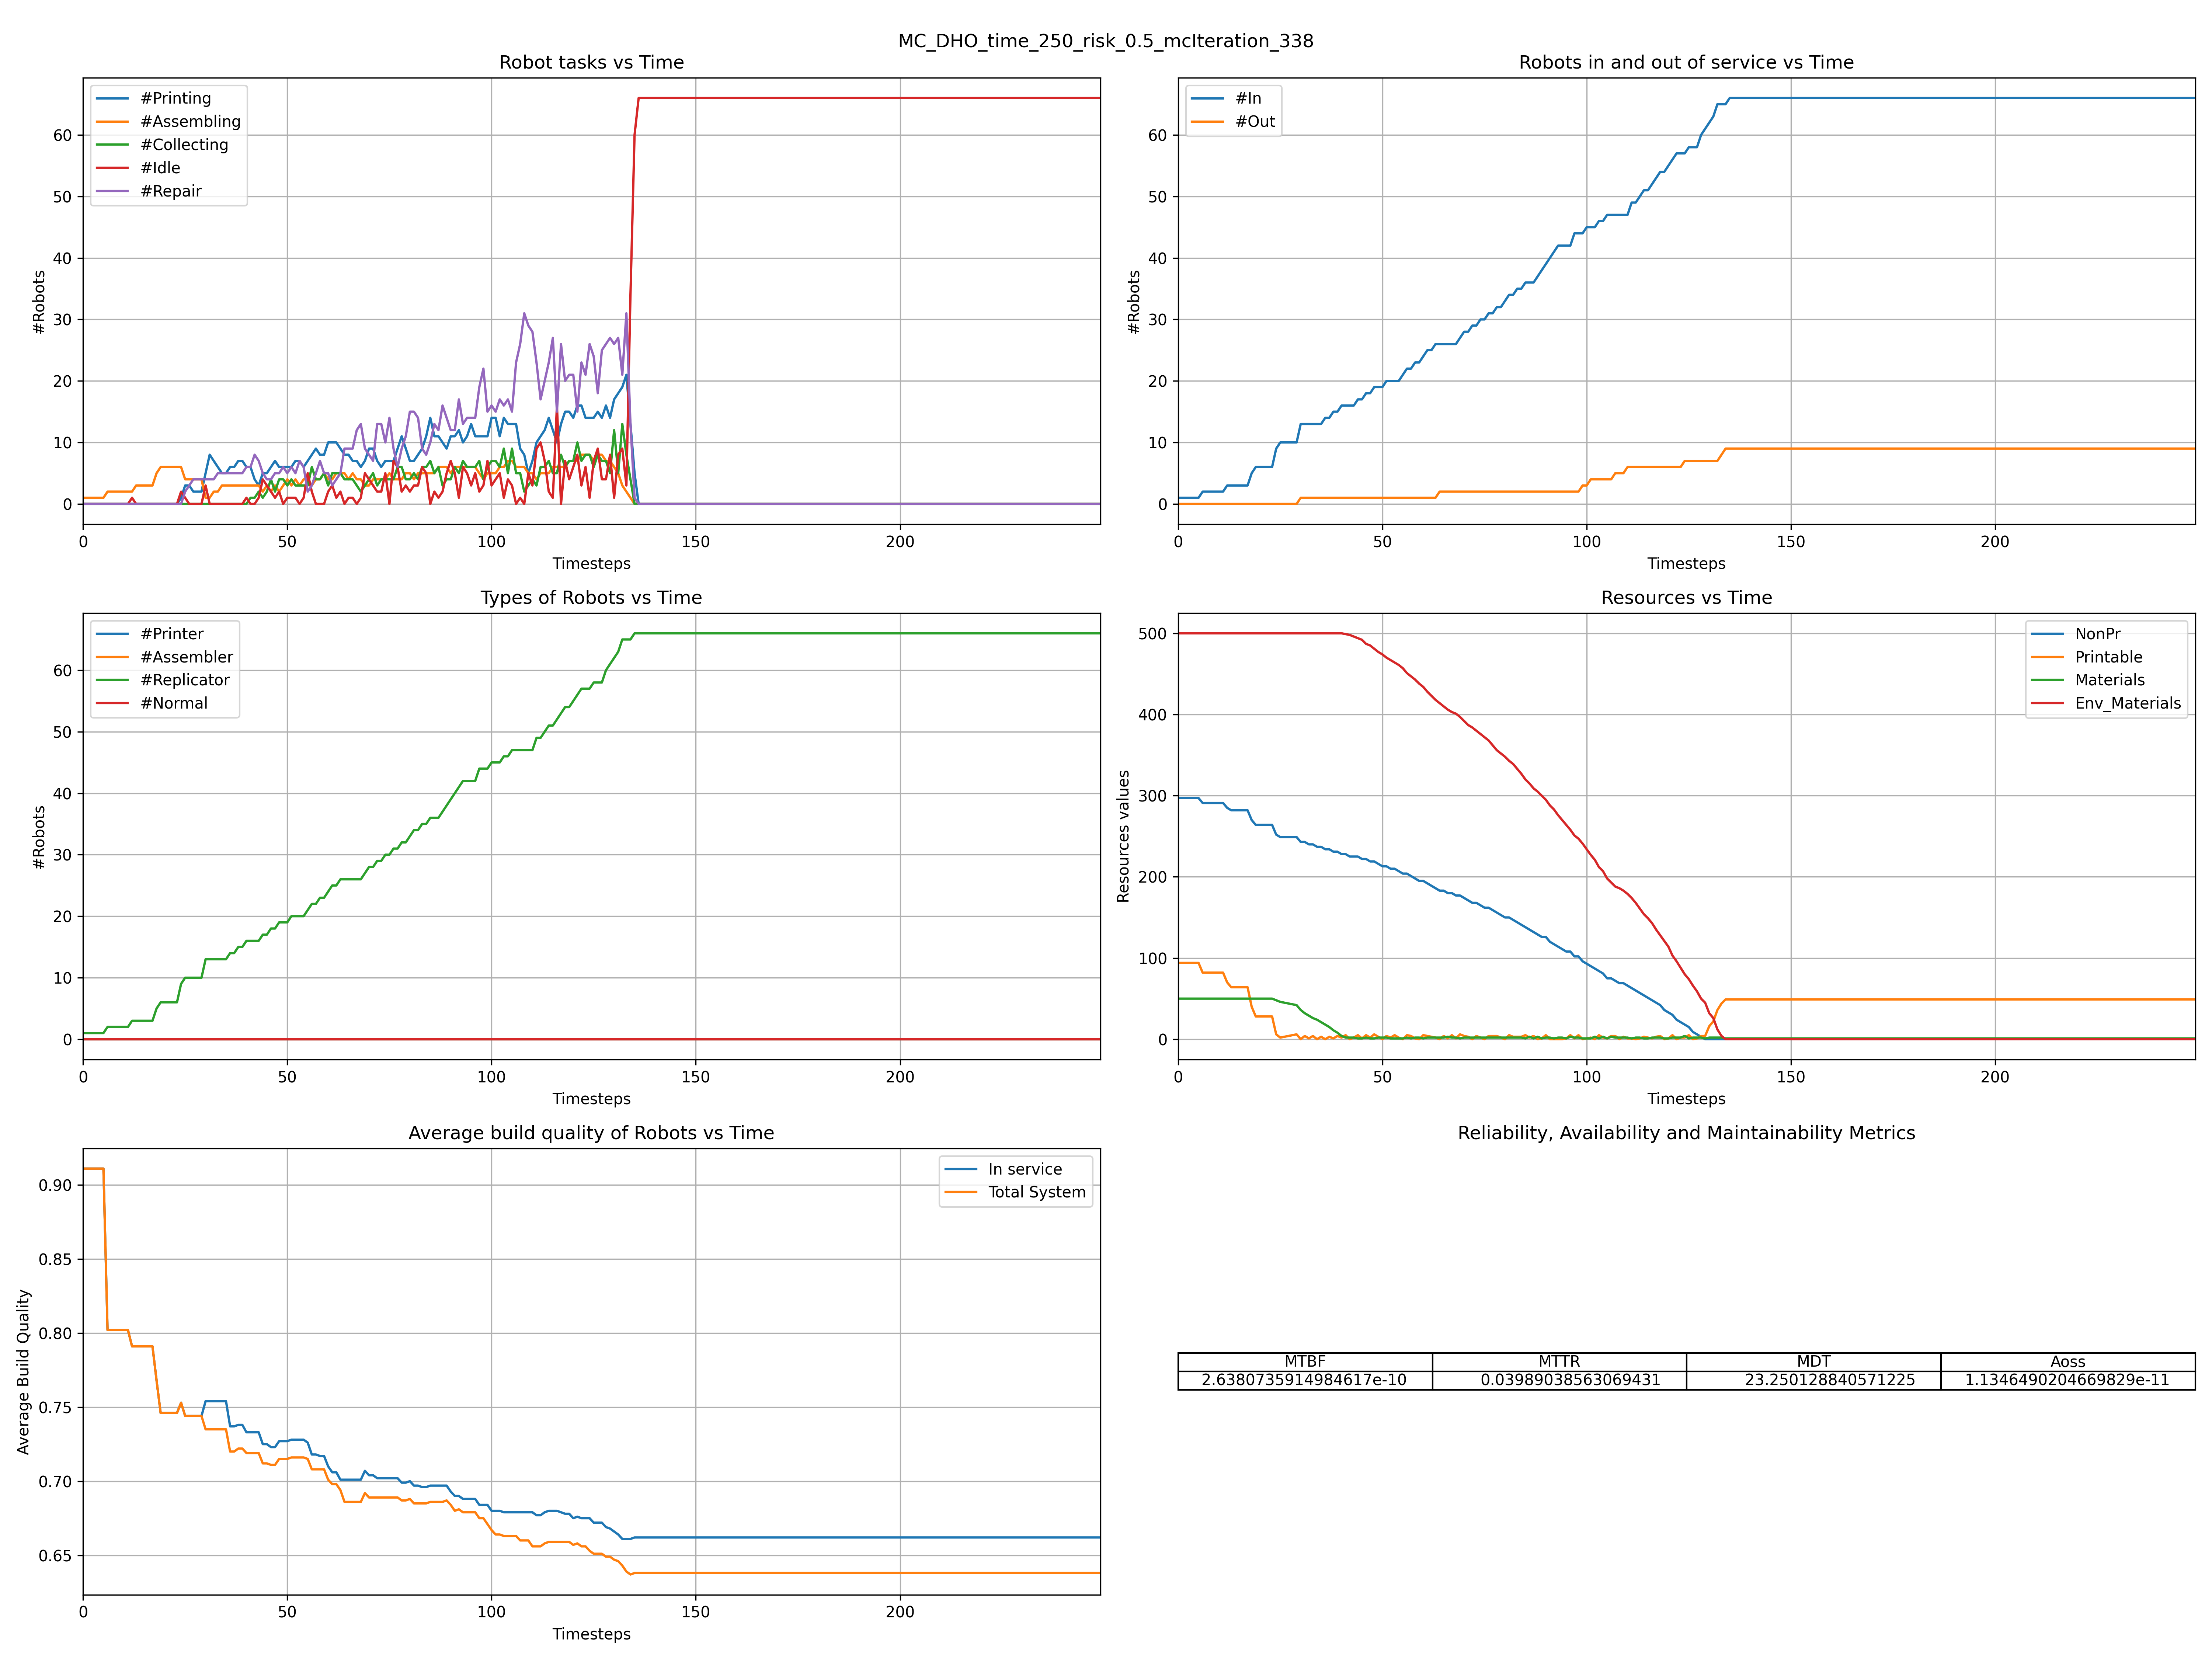 MC_DHO_time_250_risk_0.5_mcIteration_338
Robot tasks vs Time
#Printing
#Assembling
#Collecting
#Idle
#Repair
60
50
40
30
20
10
0
#Robots
0 50 100 150 200
Timesteps
Robots in and out of service vs Time
#In
#Out
60
50
40
30
20
10
0
#Robots
0 50 100 150 200
Timesteps
Types of Robots vs Time
#Printer
#Assembler
#Replicator
#Normal
60
50
40
30
20
10
0
#Robots
0 50 100 150 200
Timesteps
Resources vs Time
NonPr
Printable
Materials
Env_Materials
500
400
300
200
100
0
Resources values
0 50 100 150 200
Timesteps
Average build quality of Robots vs Time
In service
Total System
0.90
0.85
0.80
0.75
0.70
0.65
Average Build Quality
0 50 100 150 200
Timesteps
Reliability, Availability and Maintainability Metrics
MTBF MTTR MDT Aoss
2.6380735914984617e-10 0.03989038563069431 23.250128840571225 1.1346490204669829e-11